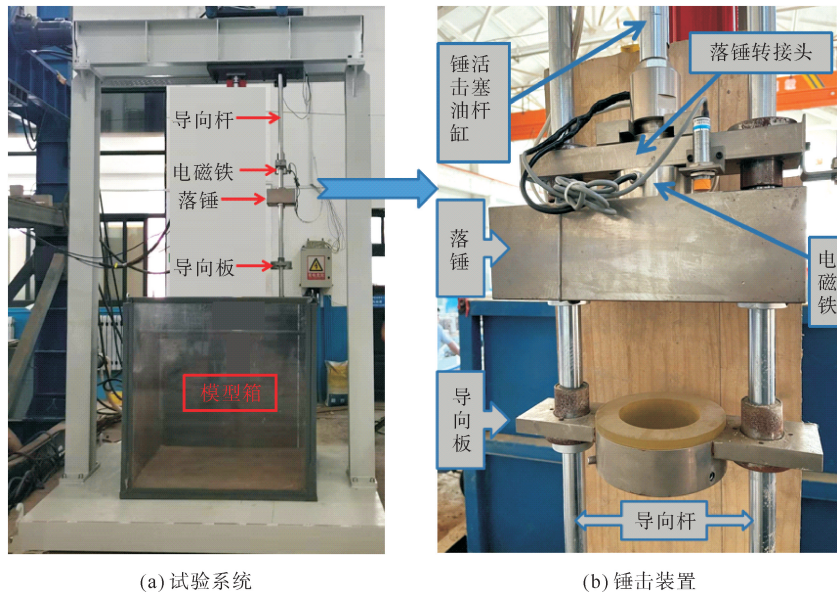 导向杆
电磁铁
落锤
导向板
模型箱
锤活
击塞
油杆
缸
落锤转接头
落
锤
电
磁
铁
导
向
板
导向杆
(a) 试验系统
(b) 锤击装置